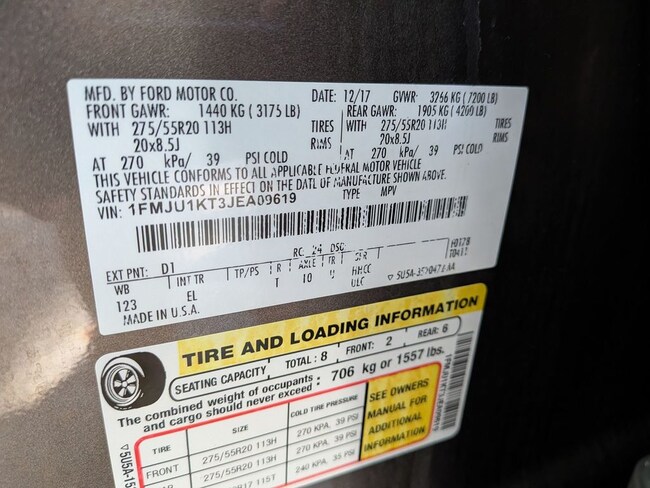 MFD. BY FORD MOTOR CO. DATE: 12/17 GVWR: 3266 KG ( 7200 LB)
FRONT GAWR: 1440 KG ( 3175 LB) REAR GAWR: 1905 KG ( 4200 LB)
WITH 275/55R20 113H TIRES WITH 275/55R20 113H TIRES
20x8.5J RIMS 20x8.5J RIMS
AT 270 kPa/ 39 PSI COLD AT 270 kPa/ 39 PSI COLD
THIS VEHICLE CONFORMS TO ALL APPLICABLE FEDERAL MOTOR VEHICLE
SAFETY STANDARDS IN EFFECT ON THE DATE OF MANUFACTURE SHOWN ABOVE.
VIN: 1FMJU1KT3JEA09619 TYPE MPV
RC: 24 DSO:
EXT PNT: D1
WB INT TR TP/PS R AXLE TR
123 EL T
MADE IN U.S.A.
TIRE AND LOADING INFORMATION
SEATING CAPACITY TOTAL: 8 FRONT: 2 REAR: 6
The combined weight of occupants and cargo should never exceed : 706 kg or 1557 lbs.
TIRE SIZE COLD TIRE PRESSURE
FRONT 275/55R20 113H 270 KPA, 39 PSI
275/55R20 113H 270 KPA, 39 PSI
115T 240 KPA, 35 PSI
SEE OWNERS
MANUAL FOR
ADDITIONAL
INFORMATION